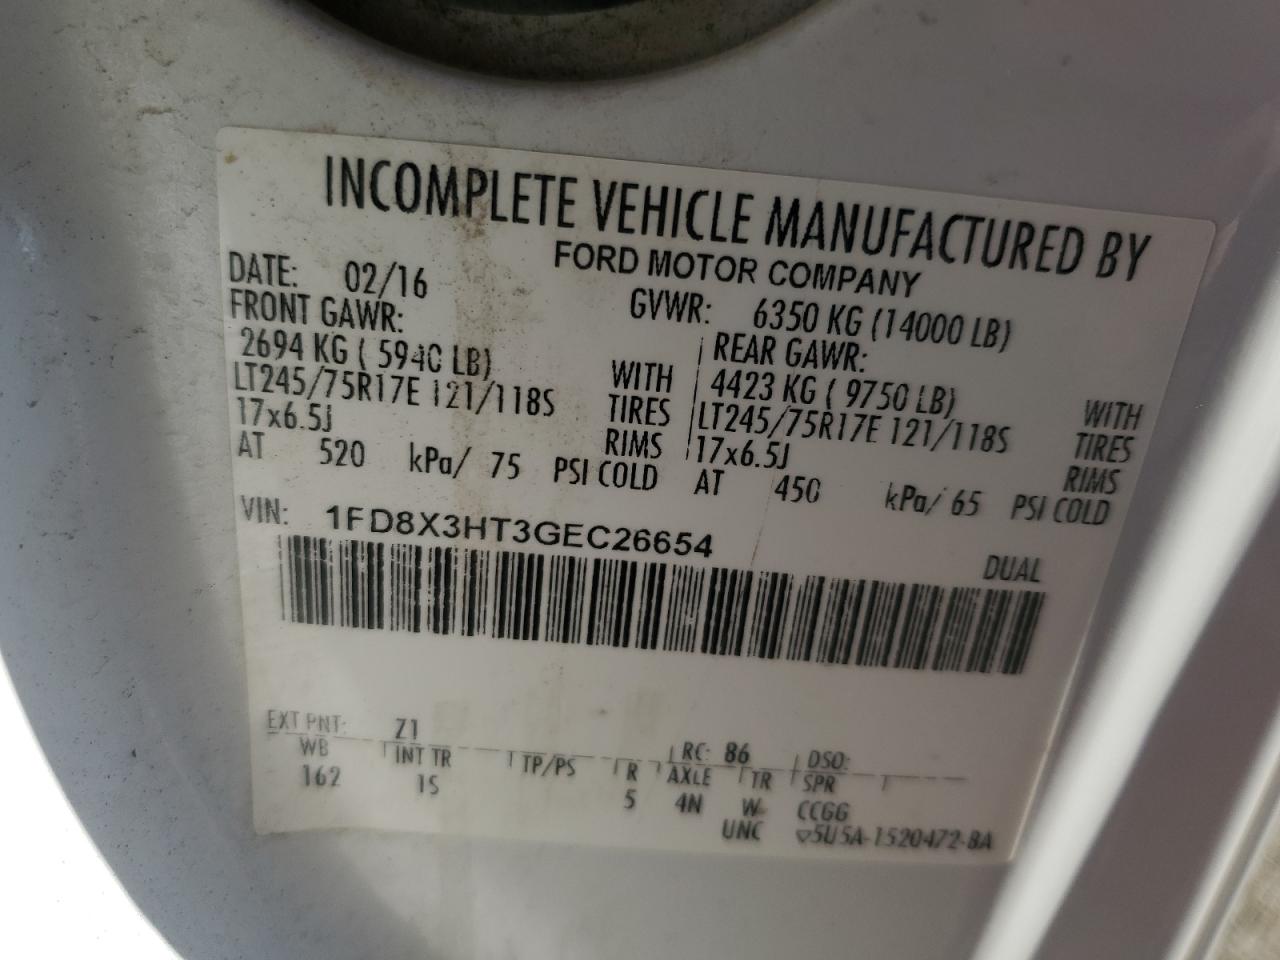 INCOMPLETE VEHICLE MANUFACTURED BY
FORD MOTOR COMPANY
DATE: 02/16 GVWR: 6350 KG (14000 LB)
FRONT GAWR: REAR GAWR:
2694 KG ( 5940 LB) WITH 4423 KG ( 9750 LB) WITH
LT245/75R17E 121/118S TIRES LT245/75R17E 121/118S TIRES
17x6.5J RIMS 17x6.5J RIMS
AT 520 kPa/ 75 PSI COLD AT 450 kPa/ 65 PSI COLD
VIN: 1FD8X3HT3GEC26654
DUAL
EXT PNT: Z1 RC: 86 DSO:
WB INT TR TP/PS R AXLE TR SPR
162 IS 5 4N W CCGG
UNC ▽5U5A-1520472-BA